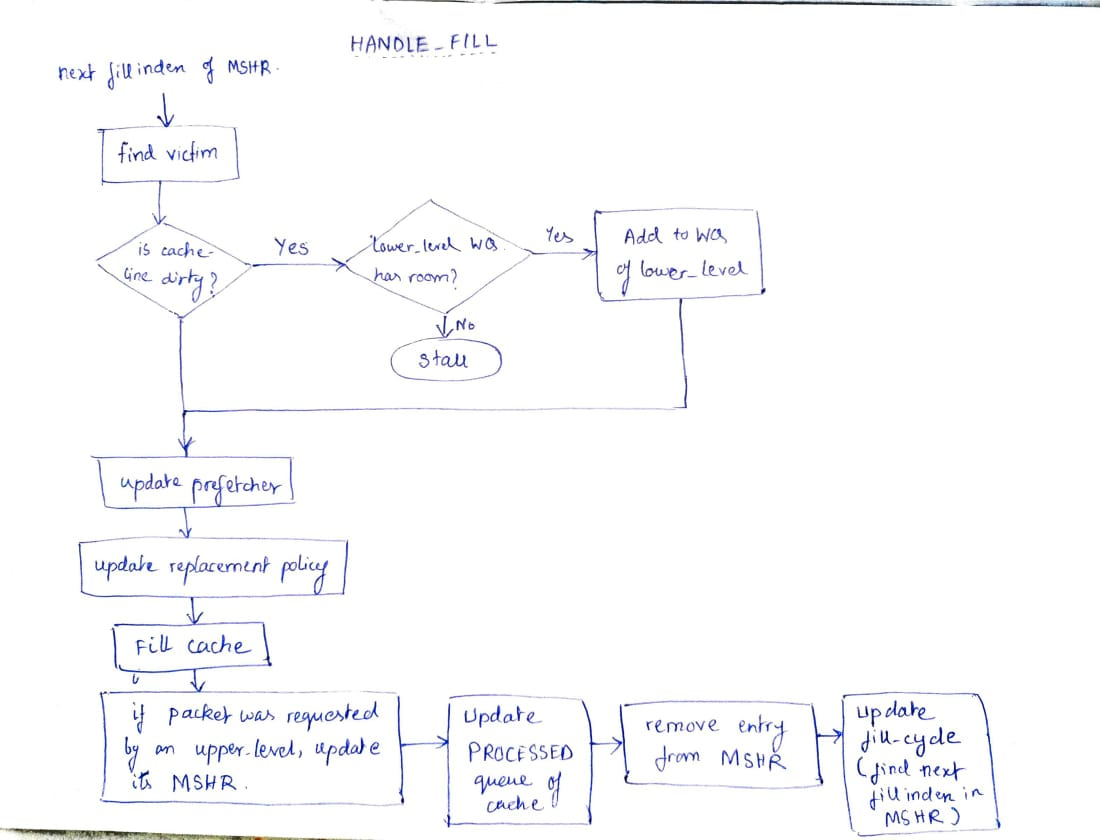 HANDLE_FILL
next fill inden of MSHR.
find victim
is cache-
line dirty?
Yes
lower_level WQ
has room?
Yes
Add to WQ
of lower_level
No
Stall
update prefetcher
update replacement policy
Fill cache
if packet was requested
by an upper-level, update
its MSHR.
Update
PROCESSED
queue of
cache
remove entry
from MSHR
update
fill-cycle
(find next
fill inden in
MSHR)